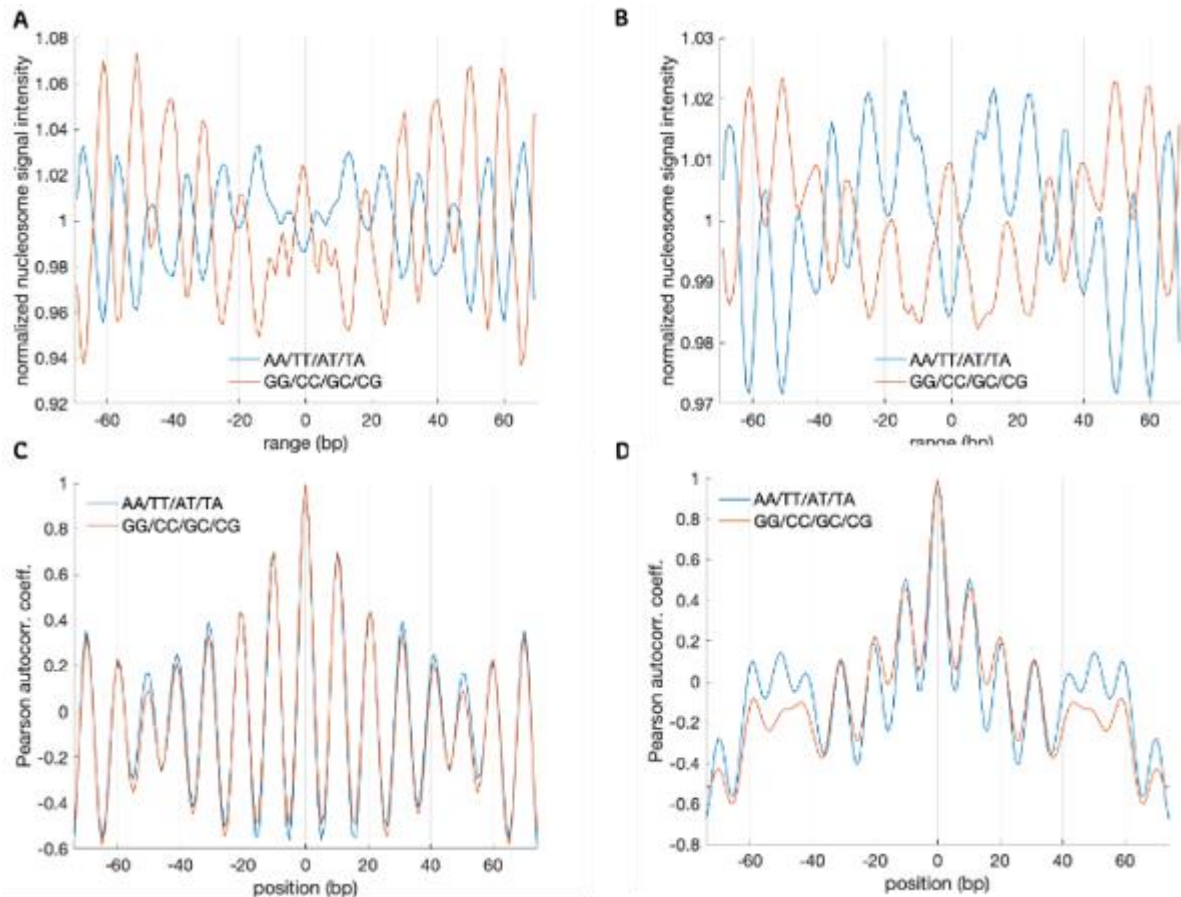 A
normalized nucleosome signal intensity
1.08
1.06
1.04
1.02
1
0.98
0.96
0.94
0.92
AA/TT/AT/TA
GG/CC/GC/CG
-60 -40 -20 0 20 40 60
range (bp)
B
normalized nucleosome signal intensity
1.03
1.02
1.01
1
0.99
0.98
0.97
AA/TT/AT/TA
GG/CC/GC/CG
-60 -40 -20 0 20 40 60
range (bp)
C
Pearson autocorr. coeff.
1
0.8
0.6
0.4
0.2
0
-0.2
-0.4
-0.6
AA/TT/AT/TA
GG/CC/GC/CG
-60 -40 -20 0 20 40 60
position (bp)
D
Pearson autocorr. coeff.
1
0.8
0.6
0.4
0.2
0
-0.2
-0.4
-0.6
-0.8
AA/TT/AT/TA
GG/CC/GC/CG
-60 -40 -20 0 20 40 60
position (bp)